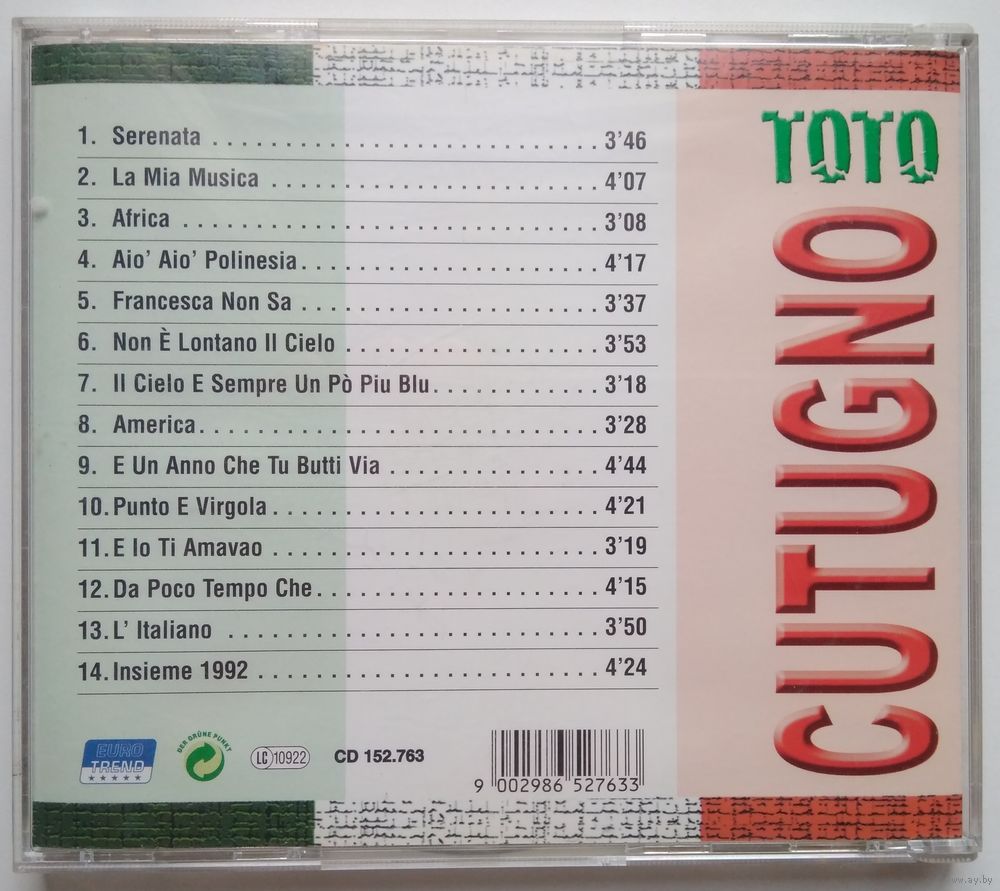 1. Serenata . . . . . . . . . . . . . . . . . . . . . . . . . . . 3'46
2. La Mia Musica . . . . . . . . . . . . . . . . . . . . . . . 4'07
3. Africa . . . . . . . . . . . . . . . . . . . . . . . . . . . . . 3'08
4. Aio' Aio' Polinesia . . . . . . . . . . . . . . . . . . . . . 4'17
5. Francesca Non Sa . . . . . . . . . . . . . . . . . . . . . 3'37
6. Non È Lontano Il Cielo . . . . . . . . . . . . . . . . . . 3'53
7. Il Cielo E Sempre Un Pò Piu Blu . . . . . . . . . . . . 3'18
8. America . . . . . . . . . . . . . . . . . . . . . . . . . . . . 3'28
9. E Un Anno Che Tu Butti Via . . . . . . . . . . . . . . . 4'44
10. Punto E Virgola . . . . . . . . . . . . . . . . . . . . . . . 4'21
11. E Io Ti Amavao . . . . . . . . . . . . . . . . . . . . . . . 3'19
12. Da Poco Tempo Che . . . . . . . . . . . . . . . . . . . . 4'15
13. L' Italiano . . . . . . . . . . . . . . . . . . . . . . . . . . 3'50
14. Insieme 1992 . . . . . . . . . . . . . . . . . . . . . . . . 4'24
TOTO
CUTUGNO
EURO
TREND
DER GRÜNE PUNKT
LC 10922
CD 152.763
9 002986 527633
www.ay.by